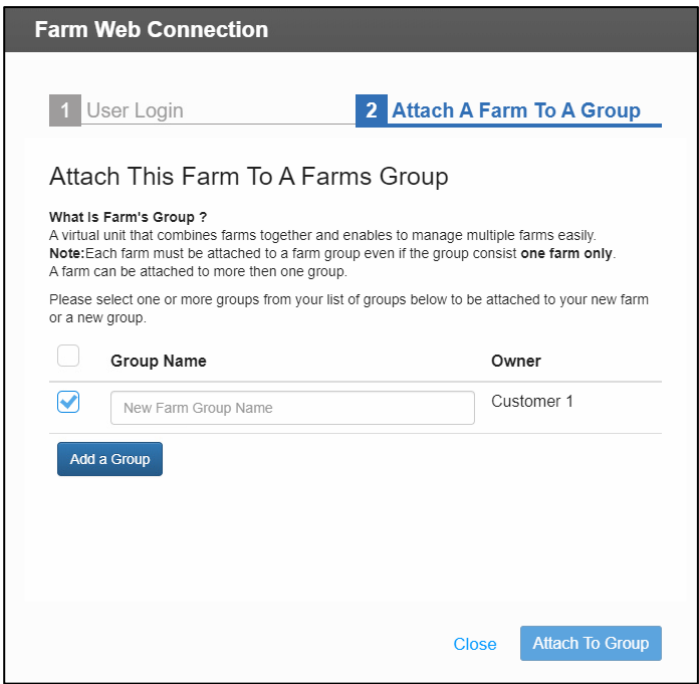 Farm Web Connection
1 User Login
2 Attach A Farm To A Group
Attach This Farm To A Farms Group
What Is Farm's Group ?
A virtual unit that combines farms together and enables to manage multiple farms easily.
Note:Each farm must be attached to a farm group even if the group consist one farm only.
A farm can be attached to more then one group.
Please select one or more groups from your list of groups below to be attached to your new farm
or a new group.
Group Name Owner
New Farm Group Name Customer 1
Add a Group
Close Attach To Group